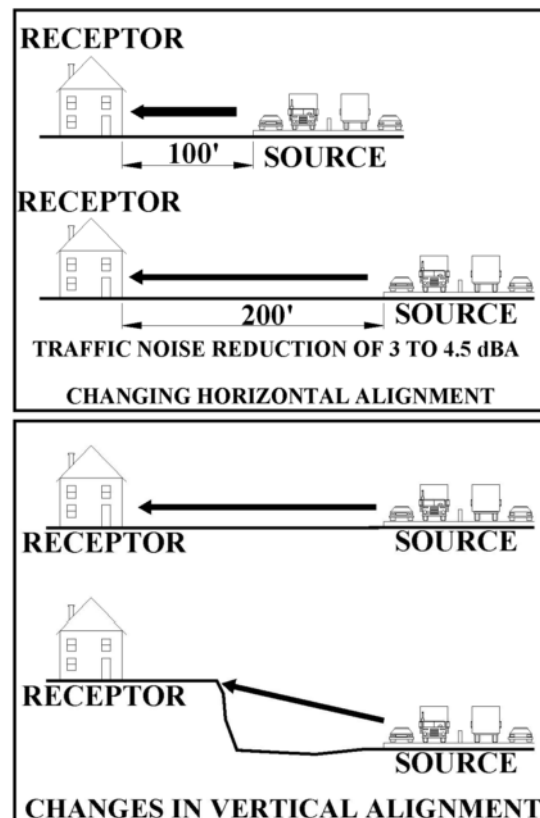 RECEPTOR
100'
SOURCE
RECEPTOR
200'
SOURCE
TRAFFIC NOISE REDUCTION OF 3 TO 4.5 dBA
CHANGING HORIZONTAL ALIGNMENT
RECEPTOR
SOURCE
RECEPTOR
SOURCE
CHANGES IN VERTICAL ALIGNMENT